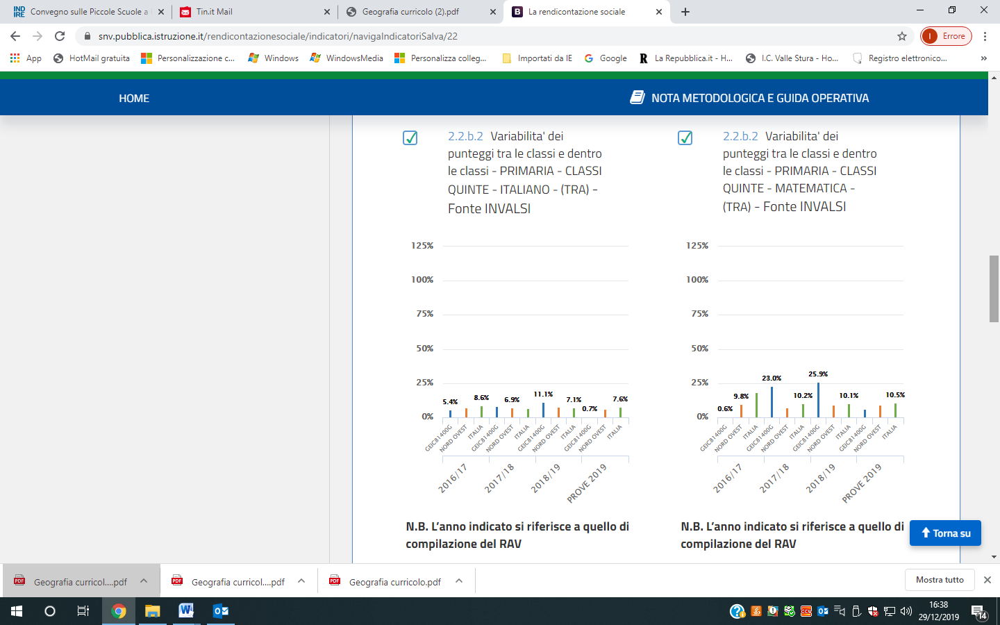 Convegno sulle Piccole Scuole a
Tin.it Mail
Geografia curricolo (2).pdf
La rendicontazione sociale
snv.pubblica.istruzione.it/rendicontazionesociale/indicatori/navigaIndicatoriSalva/22
Errore
App
HotMail gratuita
Personalizzazione c...
Windows
WindowsMedia
Personalizza colleg...
Importati da IE
Google
La Repubblica.it - H...
I.C. Valle Stura - Ho...
Registro elettronico...
HOME
NOTA METODOLOGICA E GUIDA OPERATIVA
2.2.b.2 Variabilita' dei
punteggi tra le classi e dentro
le classi - PRIMARIA - CLASSI
QUINTE - ITALIANO - (TRA) -
Fonte INVALSI
125%
100%
75%
50%
25%
0%
5.4%
8.6%
6.9%
11.1%
7.1%
0.7%
7.6%
GEIC81400G
NORD OVEST
ITALIA
GEIC81400G
NORD OVEST
ITALIA
GEIC81400G
NORD OVEST
ITALIA
GEIC81400G
NORD OVEST
ITALIA
2016/17
2017/18
2018/19
PROVE 2019
N.B. L'anno indicato si riferisce a quello di
compilazione del RAV
2.2.b.2 Variabilita' dei
punteggi tra le classi e dentro
le classi - PRIMARIA - CLASSI
QUINTE - MATEMATICA -
(TRA) - Fonte INVALSI
125%
100%
75%
50%
25%
0%
0.6%
9.8%
23.0%
10.2%
25.9%
10.1%
10.5%
GEIC81400G
NORD OVEST
ITALIA
GEIC81400G
NORD OVEST
ITALIA
GEIC81400G
NORD OVEST
ITALIA
GEIC81400G
NORD OVEST
ITALIA
2016/17
2017/18
2018/19
PROVE 2019
N.B. L'anno indicato si riferisce a quello di
compilazione del RAV
Torna su
Geografia curricol....pdf
Geografia curricol....pdf
Geografia curricolo.pdf
Mostra tutto
16:38
29/12/2019
14